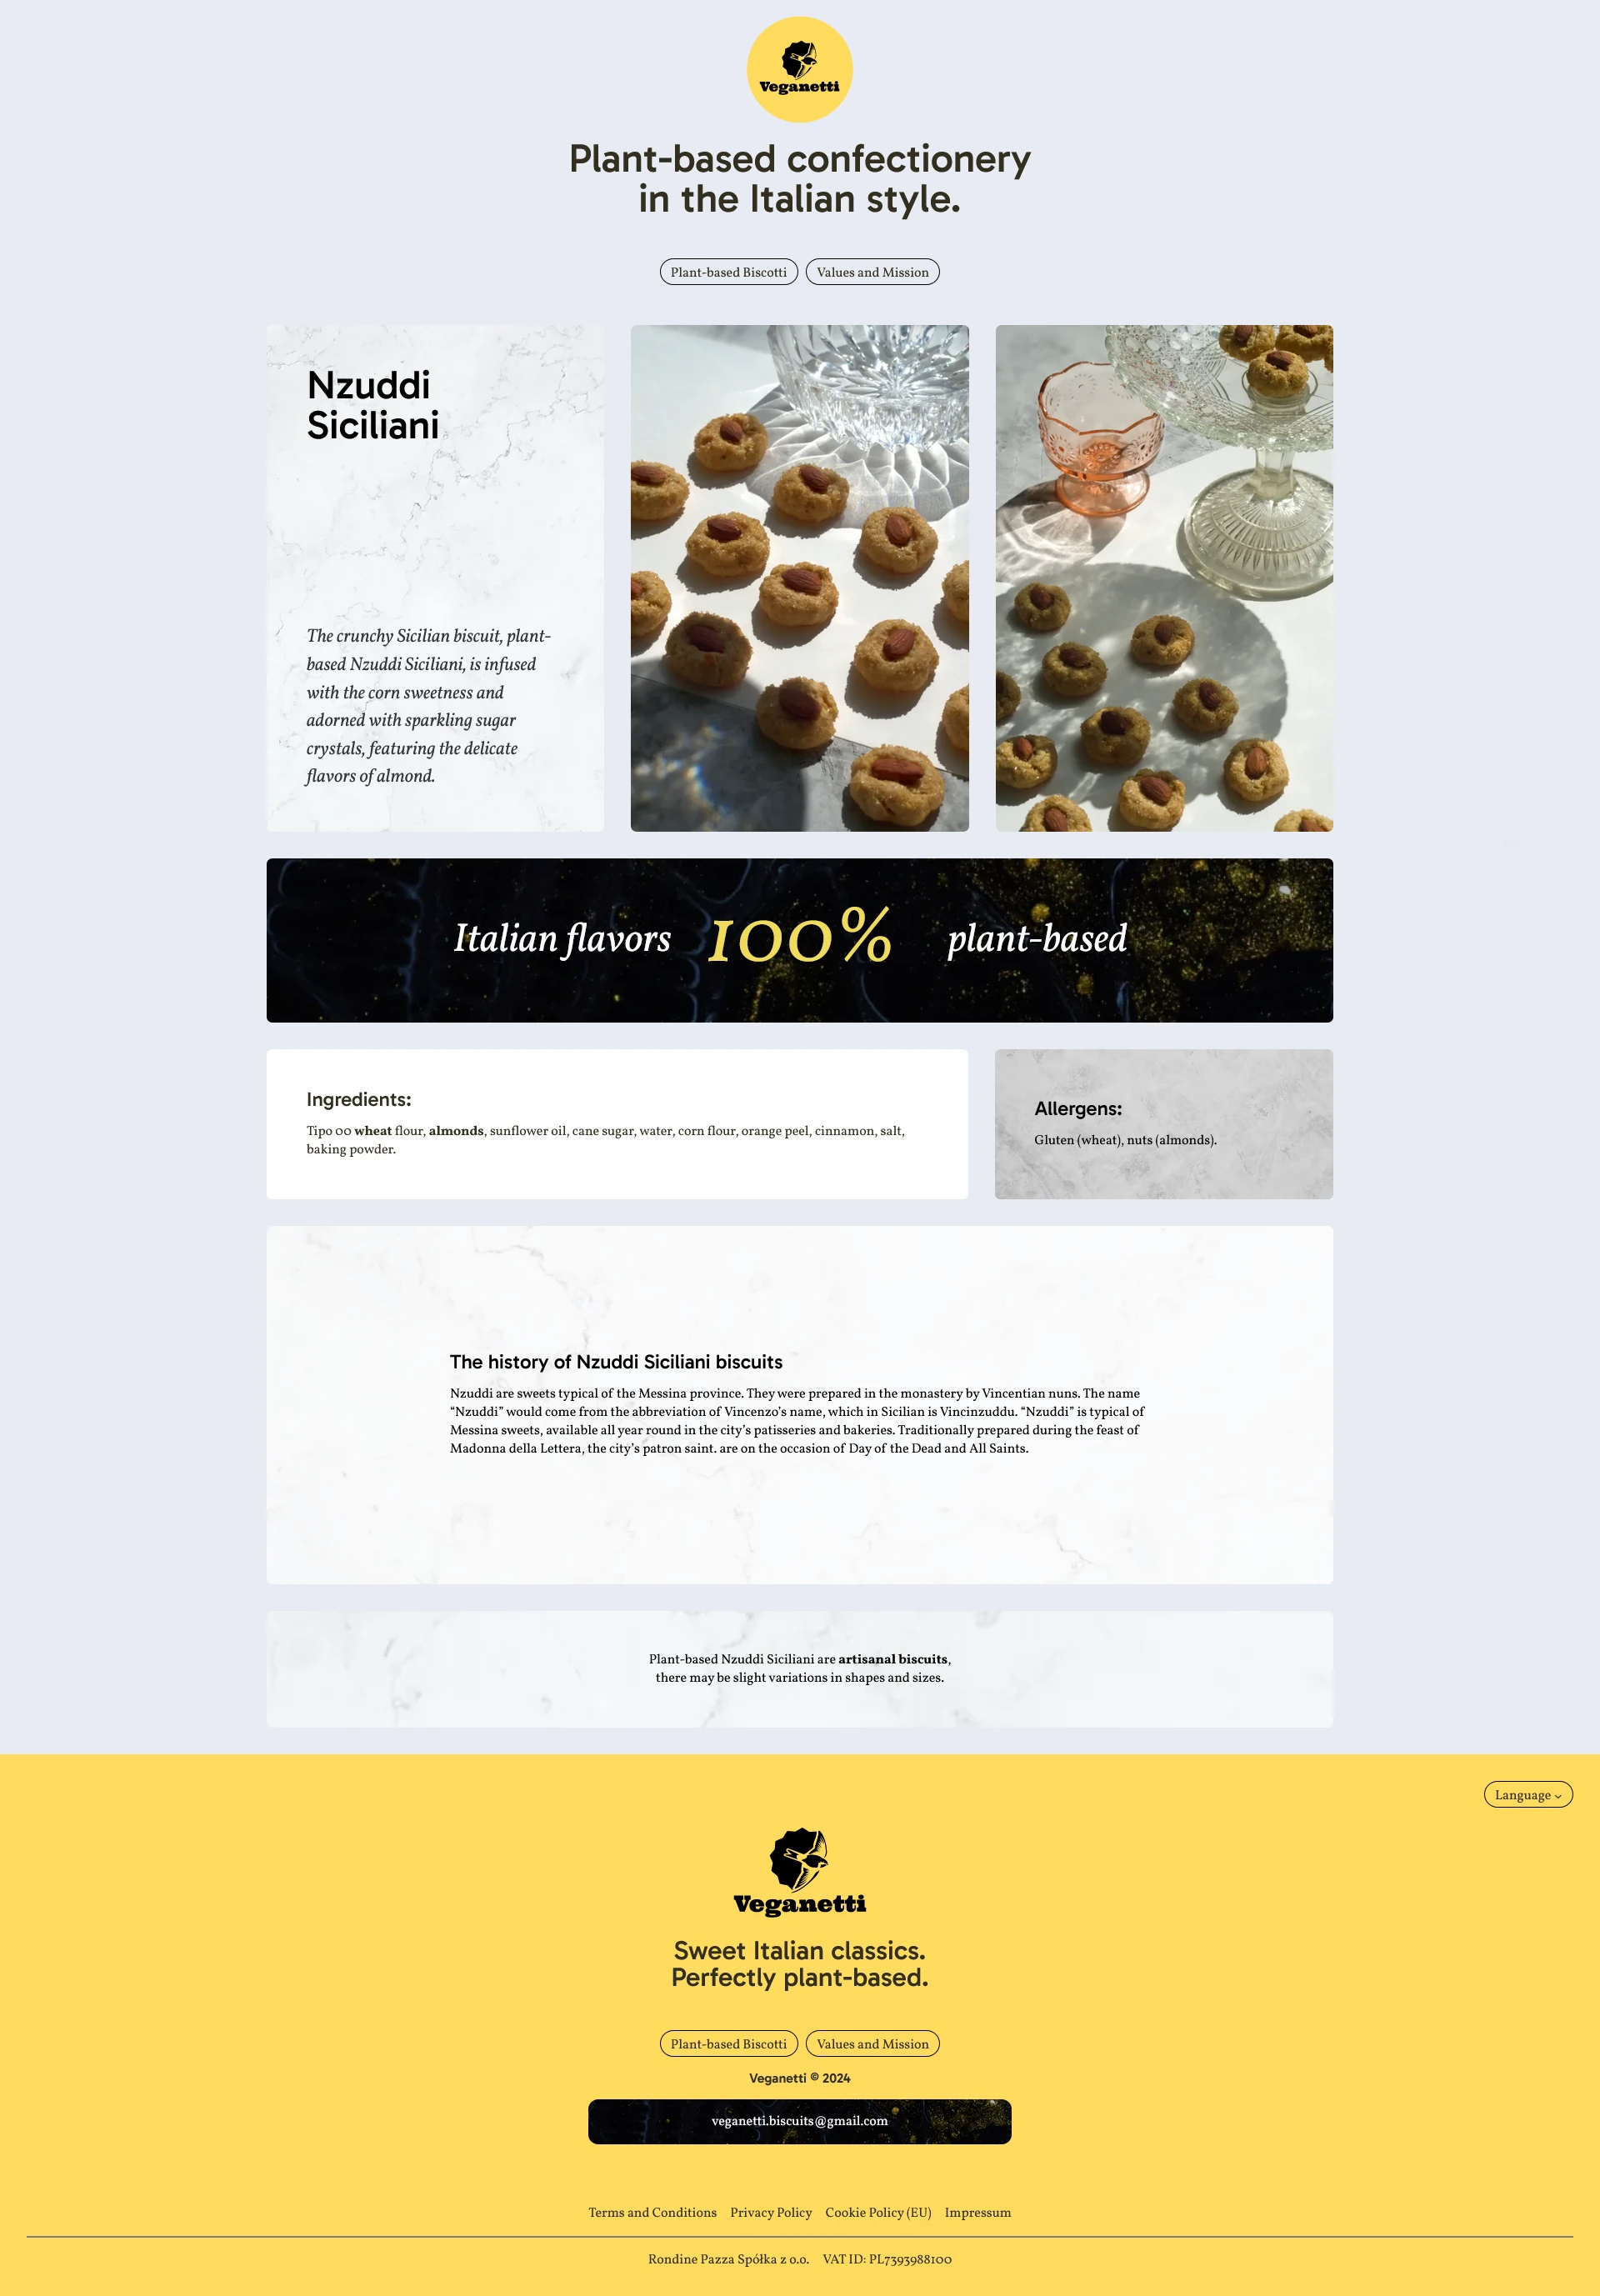 Veganetti
Plant-based confectionery
in the Italian style.
Plant-based Biscotti
Values and Mission
Nzuddi
Siciliani
The crunchy Sicilian biscuit, plant-
based Nzuddi Siciliani, is infused
with the corn sweetness and
adorned with sparkling sugar
crystals, featuring the delicate
flavors of almond.
Italian flavors 100% plant-based
Ingredients:
Tipo 00 wheat flour, almonds, sunflower oil, cane sugar, water, corn flour, orange peel, cinnamon, salt,
baking powder.
Allergens:
Gluten (wheat), nuts (almonds).
The history of Nzuddi Siciliani biscuits
Nzuddi are sweets typical of the Messina province. They were prepared in the monastery by Vincentian nuns. The name
“Nzuddi” would come from the abbreviation of Vincenzo’s name, which in Sicilian is Vincinzuddu. “Nzuddi” is typical of
Messina sweets, available all year round in the city’s patisseries and bakeries. Traditionally prepared during the feast of
Madonna della Lettera, the city’s patron saint. are on the occasion of Day of the Dead and All Saints.
Plant-based Nzuddi Siciliani are artisanal biscuits,
there may be slight variations in shapes and sizes.
Language
Veganetti
Sweet Italian classics.
Perfectly plant-based.
Plant-based Biscotti
Values and Mission
Veganetti © 2024
veganetti.biscuits@gmail.com
Terms and Conditions Privacy Policy Cookie Policy (EU) Impressum
Rondine Pazza Spółka z o.o. VAT ID: PL7393988100